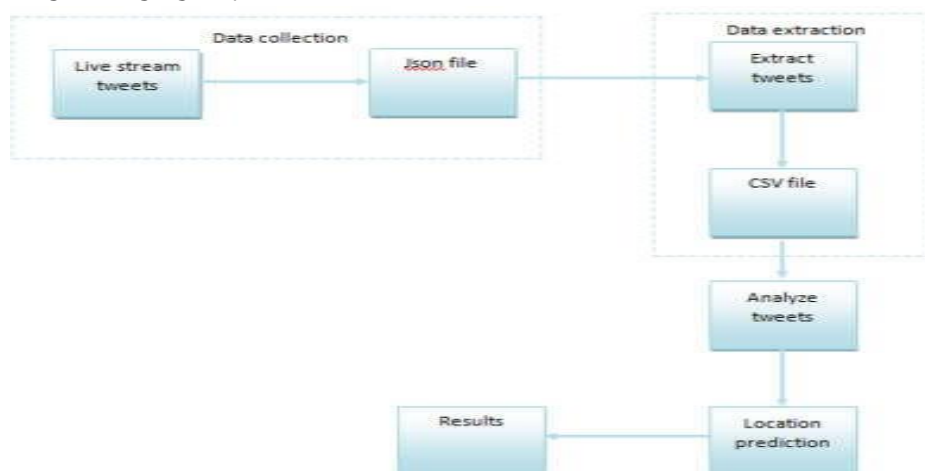 Data collection
Live stream
tweets
Json file
Data extraction
Extract
tweets
CSV file
Analyze
tweets
Location
prediction
Results